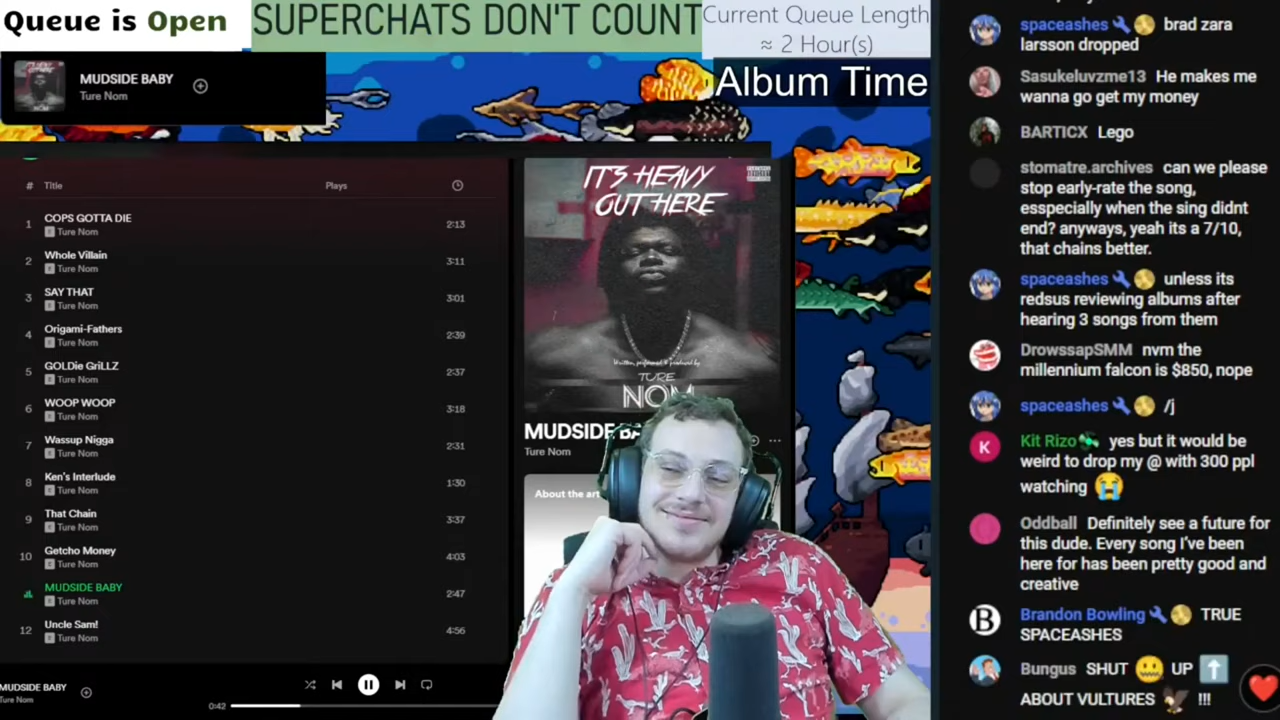 Queue is Open
SUPERCHATS DON'T COUNT
Current Queue Length
≈ 2 Hour(s)
Album Time
MUDSIDE BABY
Ture Nom
# Title Plays
1 COPS GOTTA DIE 2:13
E Ture Nom
2 Whole Villain 3:11
E Ture Nom
3 SAY THAT 3:01
E Ture Nom
4 Origami-Fathers 2:39
E Ture Nom
5 GOLDie GriLLZ 2:37
E Ture Nom
6 WOOP WOOP 3:18
E Ture Nom
7 Wassup Nigga 2:31
E Ture Nom
8 Ken's Interlude 1:30
E Ture Nom
9 That Chain 3:37
E Ture Nom
10 Getcho Money 4:03
E Ture Nom
MUDSIDE BABY 2:47
E Ture Nom
12 Uncle Sam! 4:56
E Ture Nom
MUDSIDE BABY
Ture Nom
0:42
IT'S HEAVY
OUT HERE
Written, performed & produced by
TURE
NOM
MUDSIDE BA
Ture Nom
About the art
spaceashes brad zara
larsson dropped
Sasukeluvzme13 He makes me
wanna go get my money
BARTICX Lego
stomatre.archives can we please
stop early-rate the song,
esspecially when the sing didnt
end? anyways, yeah its a 7/10,
that chains better.
spaceashes unless its
redsus reviewing albums after
hearing 3 songs from them
DrowssapSMM nvm the
millennium falcon is $850, nope
spaceashes /j
K Kit Rizo yes but it would be
weird to drop my @ with 300 ppl
watching 😭
Oddball Definitely see a future for
this dude. Every song I've been
here for has been pretty good and
creative
B Brandon Bowling TRUE
SPACEASHES
Bungus SHUT 🤐 UP ⬆️
ABOUT VULTURES 🦅 !!!